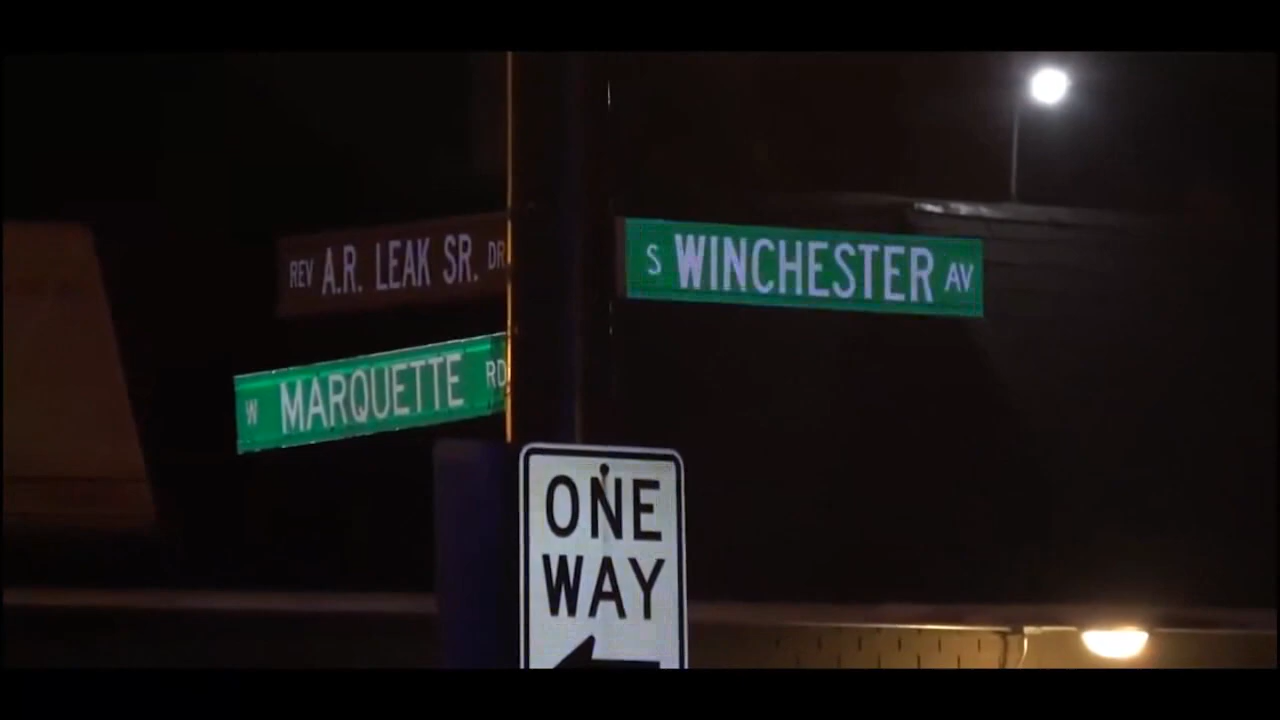 REV A.R. LEAK SR. DR
S WINCHESTER AV
W MARQUETTE RD
ONE
WAY